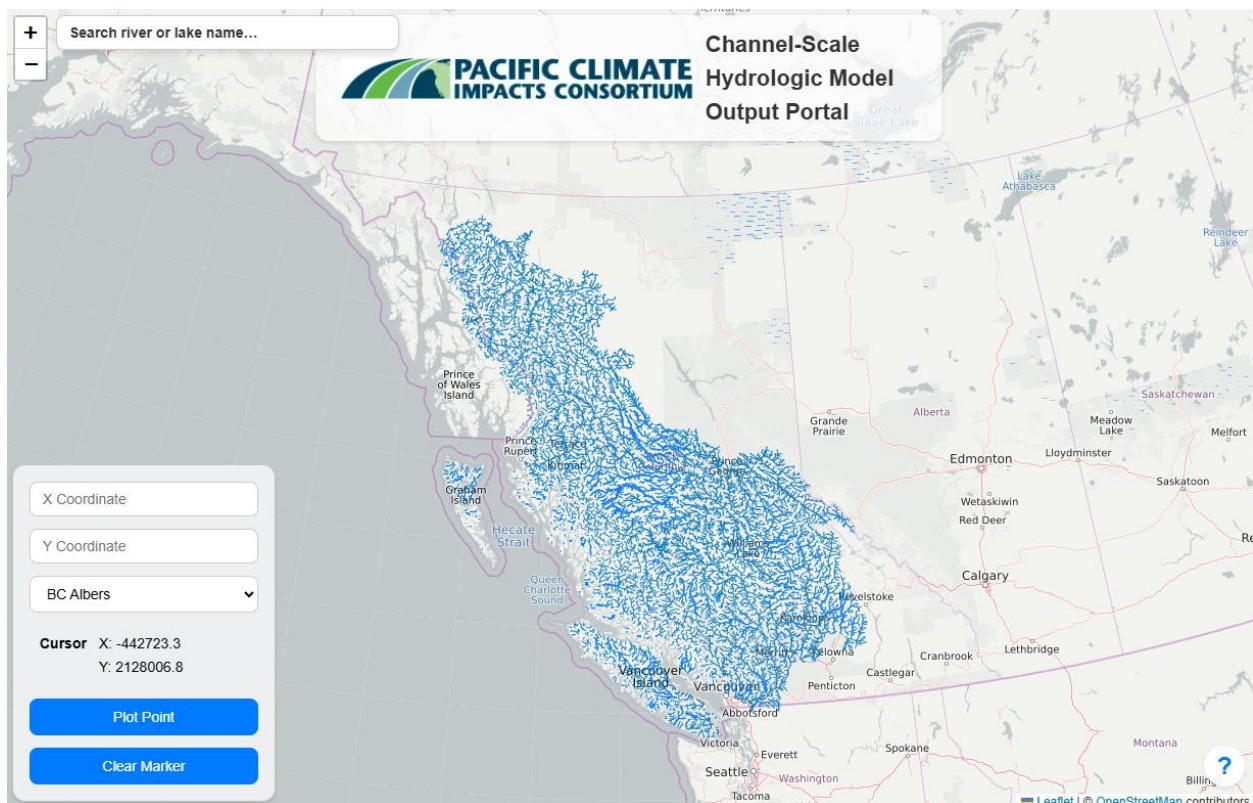 Territories
+
Search river or lake name...
−
PACIFIC CLIMATE
IMPACTS CONSORTIUM
Channel-Scale
Hydrologic Model
Output Portal
Great
Slave Lake
Lake
Athabasca
Reindeer
Lake
Prince
of Wales
Island
Saskatchewan
Grande
Prairie
Alberta
Meadow
Lake
Melfort
Prince
Rupert
Terrace
Kitimat
Prince
George
Edmonton
Lloydminster
Saskatoon
Graham
Island
Wetaskiwin
Red Deer
Hecate
Strait
Williams
Lake
Calgary
Queen
Charlotte
Sound
Revelstoke
Kamloops
Lethbridge
Merritt
Kelowna
Cranbrook
Castlegar
Vancouver
Island
Vancouver
Penticton
Abbotsford
Victoria
Everett
Spokane
Montana
Seattle
Washington
Tacoma
X Coordinate
Y Coordinate
BC Albers
Cursor X: -442723.3
Y: 2128006.8
Plot Point
Clear Marker
?
Leaflet | © OpenStreetMap contributors